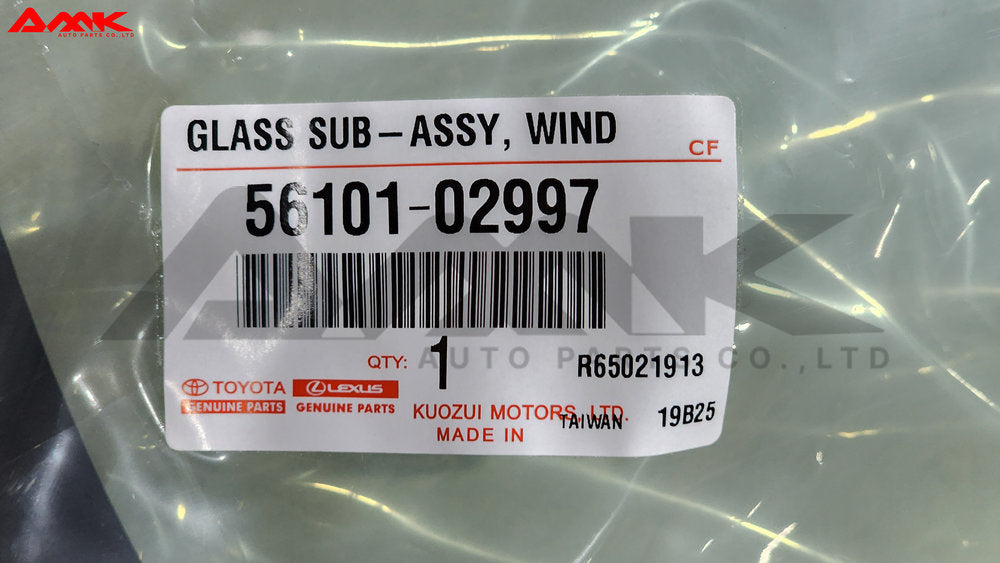 AMK
AUTO PARTS CO.,LTD
GLASS SUB-ASSY, WIND
CF
56101-02997
AMK
AUTO PARTS CO.,LTD
QTY: 1
R65021913
TOYOTA LEXUS
GENUINE PARTS GENUINE PARTS
KUOZUI MOTORS, LTD.
MADE IN TAIWAN
19B25